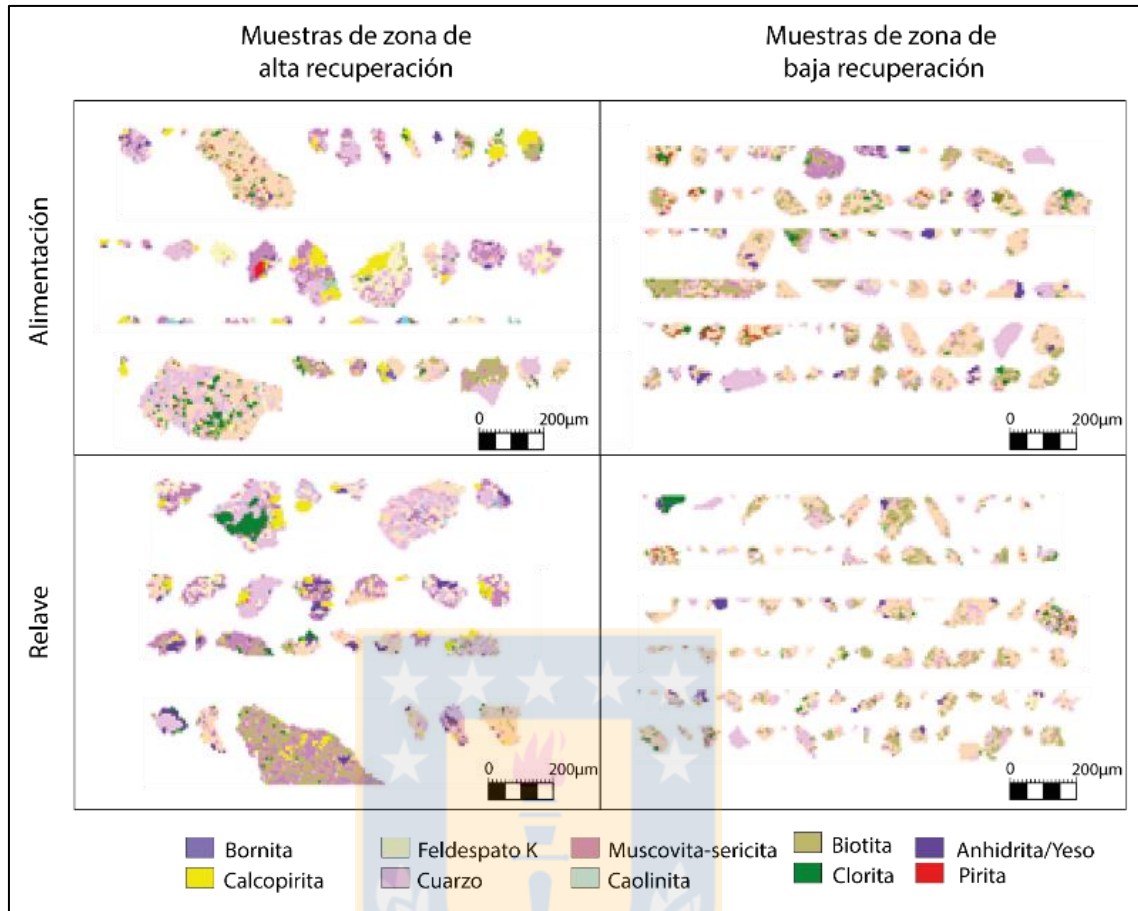 Muestras de zona de
alta recuperación
Muestras de zona de
baja recuperación
Alimentación
0 200μm
0 200μm
Relave
0 200μm
0 200μm
Bornita
Feldespato K
Muscovita-sericita
Biotita
Anhidrita/Yeso
Calcopirita
Cuarzo
Caolinita
Clorita
Pirita